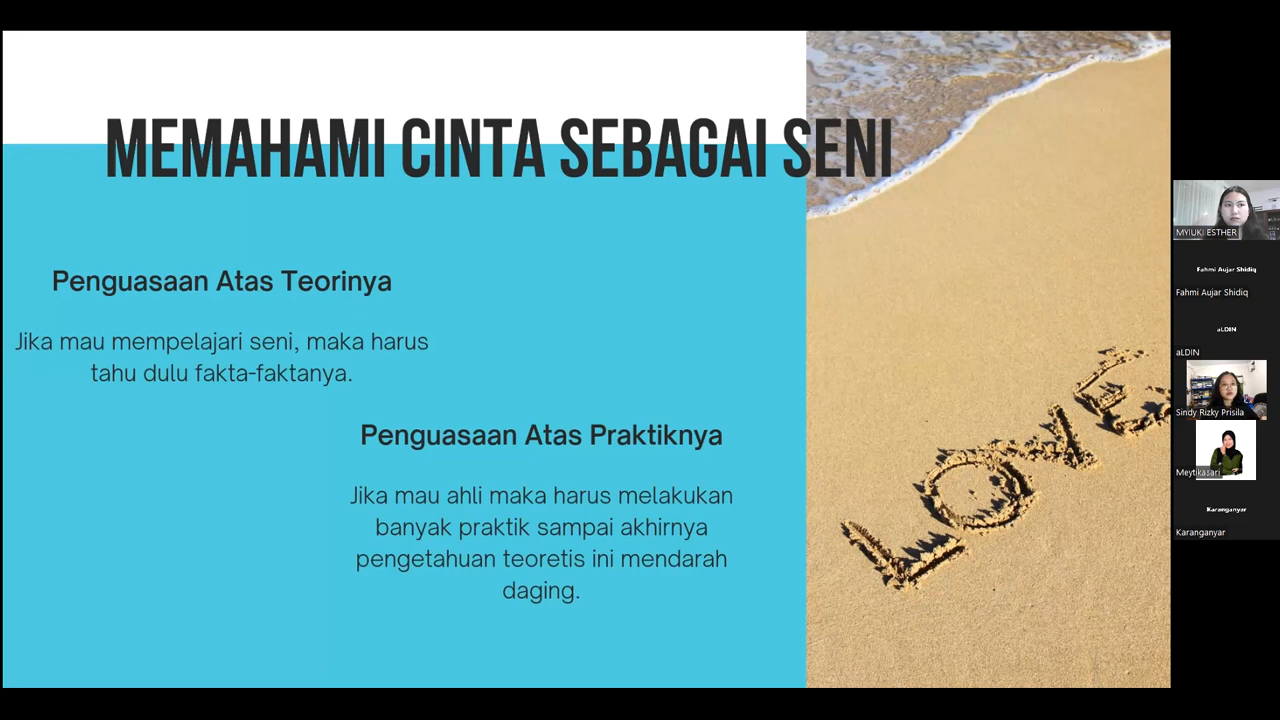 MEMAHAMI CINTA SEBAGAI SENI
Penguasaan Atas Teorinya
Jika mau mempelajari seni, maka harus
tahu dulu fakta-faktanya.
Penguasaan Atas Praktiknya
Jika mau ahli maka harus melakukan
banyak praktik sampai akhirnya
pengetahuan teoretis ini mendarah
daging.
LOVE
MYIUKI ESTHER
Fahmi Aujar Shidiq
Fahmi Aujar Shidiq
aLDIN
aLDIN
Sindy Rizky Prisila
Meytikasari
Karanganyar
Karanganyar